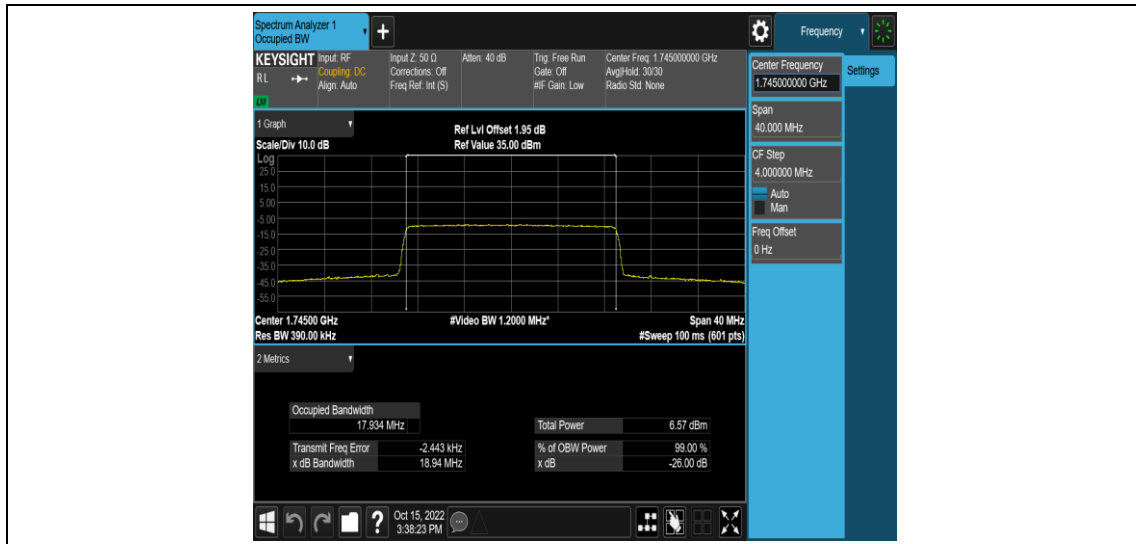 Spectrum Analyzer 1
Occupied BW
+
Frequency
KEYSIGHT
RL
LXI
Input: RF
Coupling: DC
Align: Auto
Input Z: 50 Ω
Corrections: Off
Freq Ref: Int (S)
Atten: 40 dB
Trig: Free Run
Gate: Off
#IF Gain: Low
Center Freq: 1.745000000 GHz
Avg|Hold: 30/30
Radio Std: None
Center Frequency
1.745000000 GHz
Settings
Span
40.000 MHz
CF Step
4.000000 MHz
Auto
Man
Freq Offset
0 Hz
1 Graph
Scale/Div 10.0 dB
Ref Lvl Offset 1.95 dB
Ref Value 35.00 dBm
Log
25.0
15.0
5.00
-5.00
-15.0
-25.0
-35.0
-45.0
-55.0
Center 1.74500 GHz
#Video BW 1.2000 MHz*
Span 40 MHz
Res BW 390.00 kHz
#Sweep 100 ms (601 pts)
2 Metrics
Occupied Bandwidth
17.934 MHz
Total Power 6.57 dBm
Transmit Freq Error -2.443 kHz
% of OBW Power 99.00 %
x dB Bandwidth 18.94 MHz
x dB -26.00 dB
?
Oct 15, 2022
3:38:23 PM